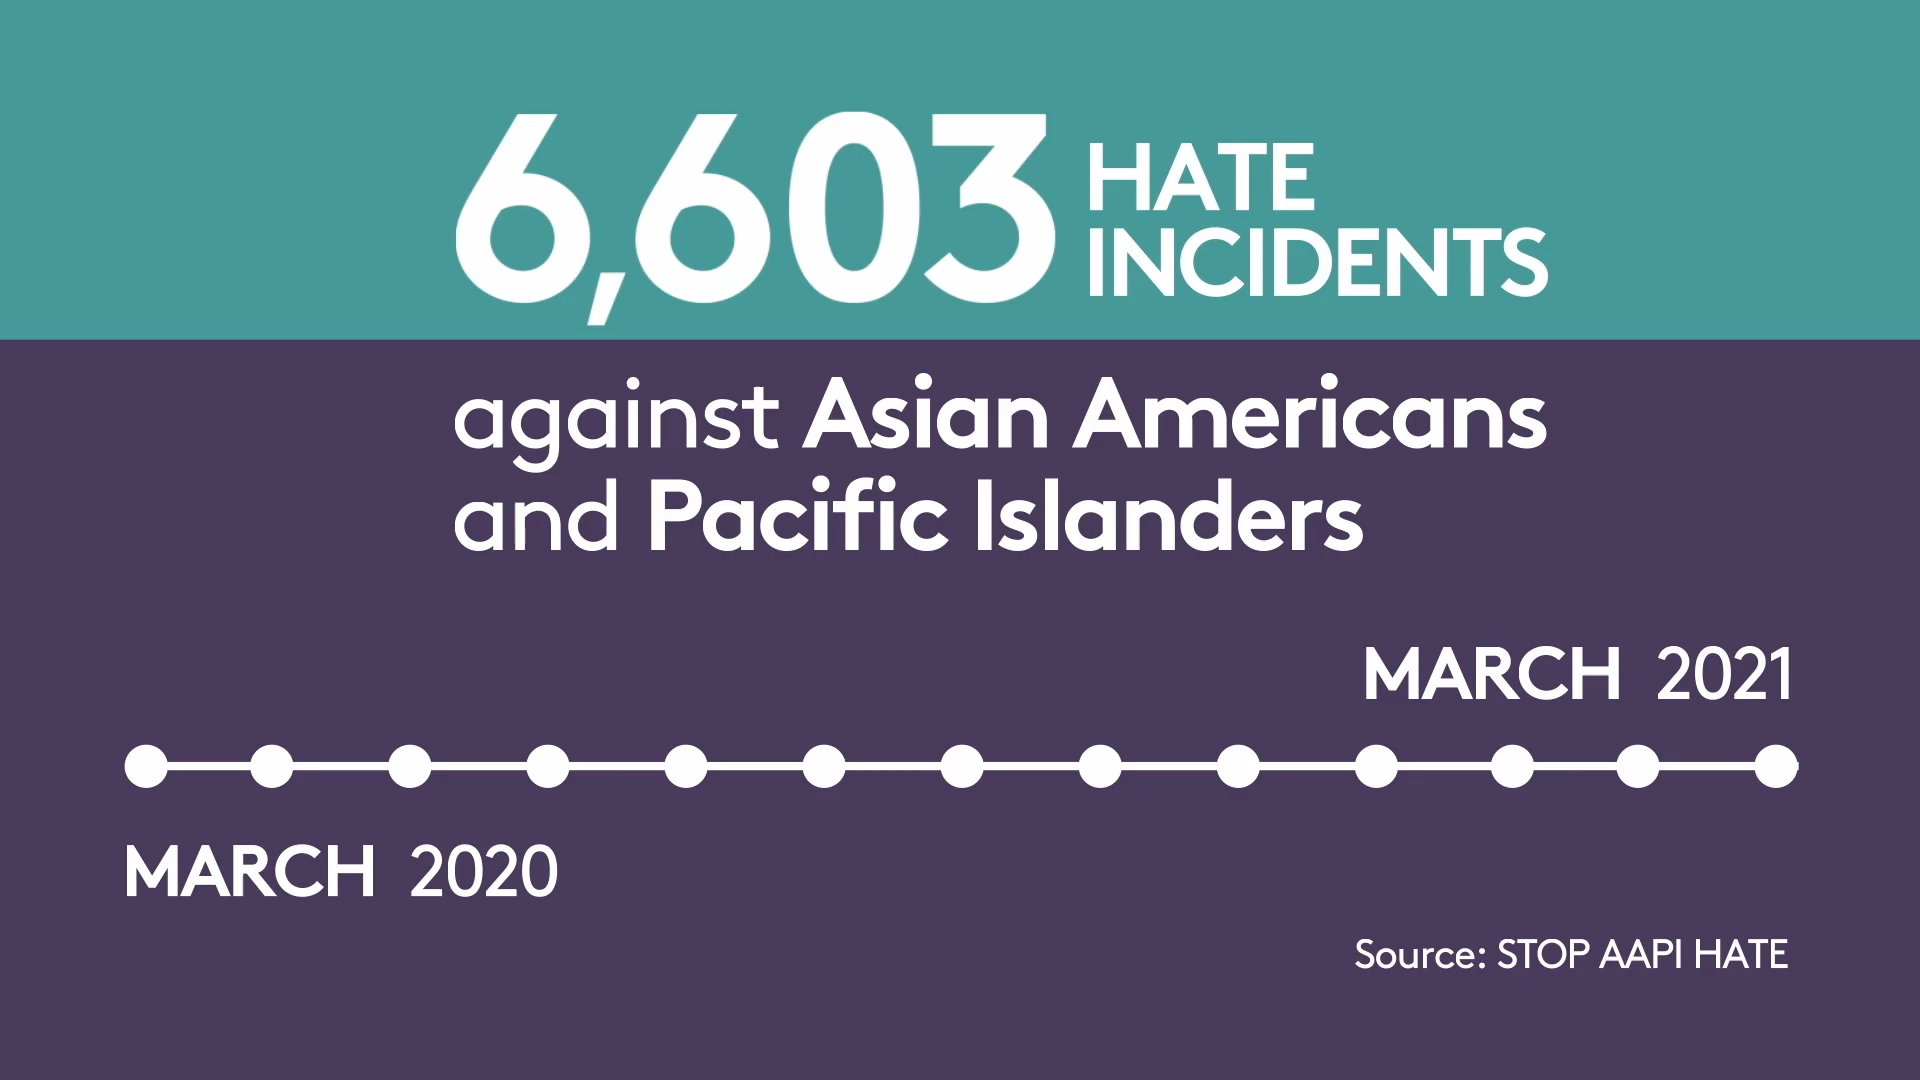 6,603 HATE
INCIDENTS
against Asian Americans
and Pacific Islanders
MARCH 2021
MARCH 2020
Source: STOP AAPI HATE